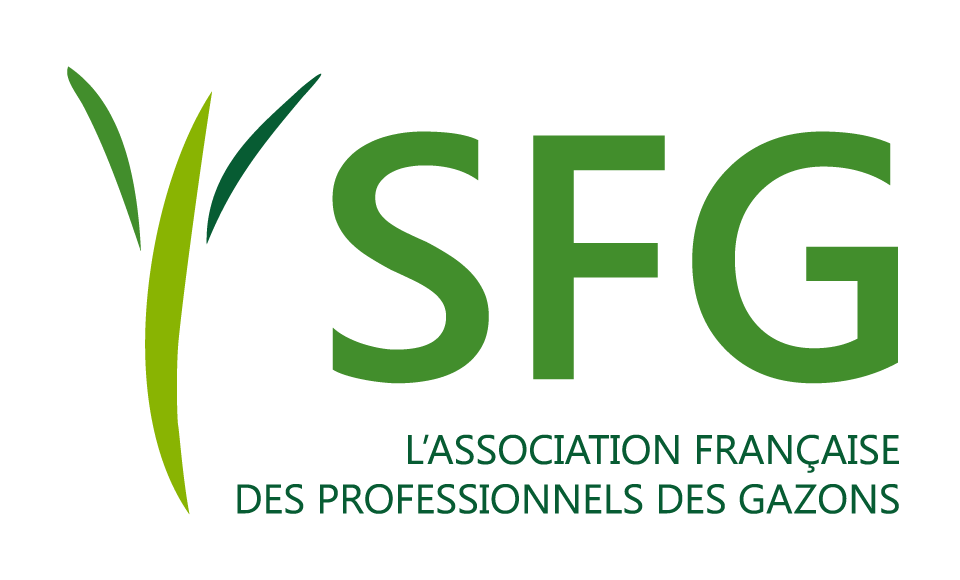 SFG
L’ASSOCIATION FRANÇAISE
DES PROFESSIONNELS DES GAZONS